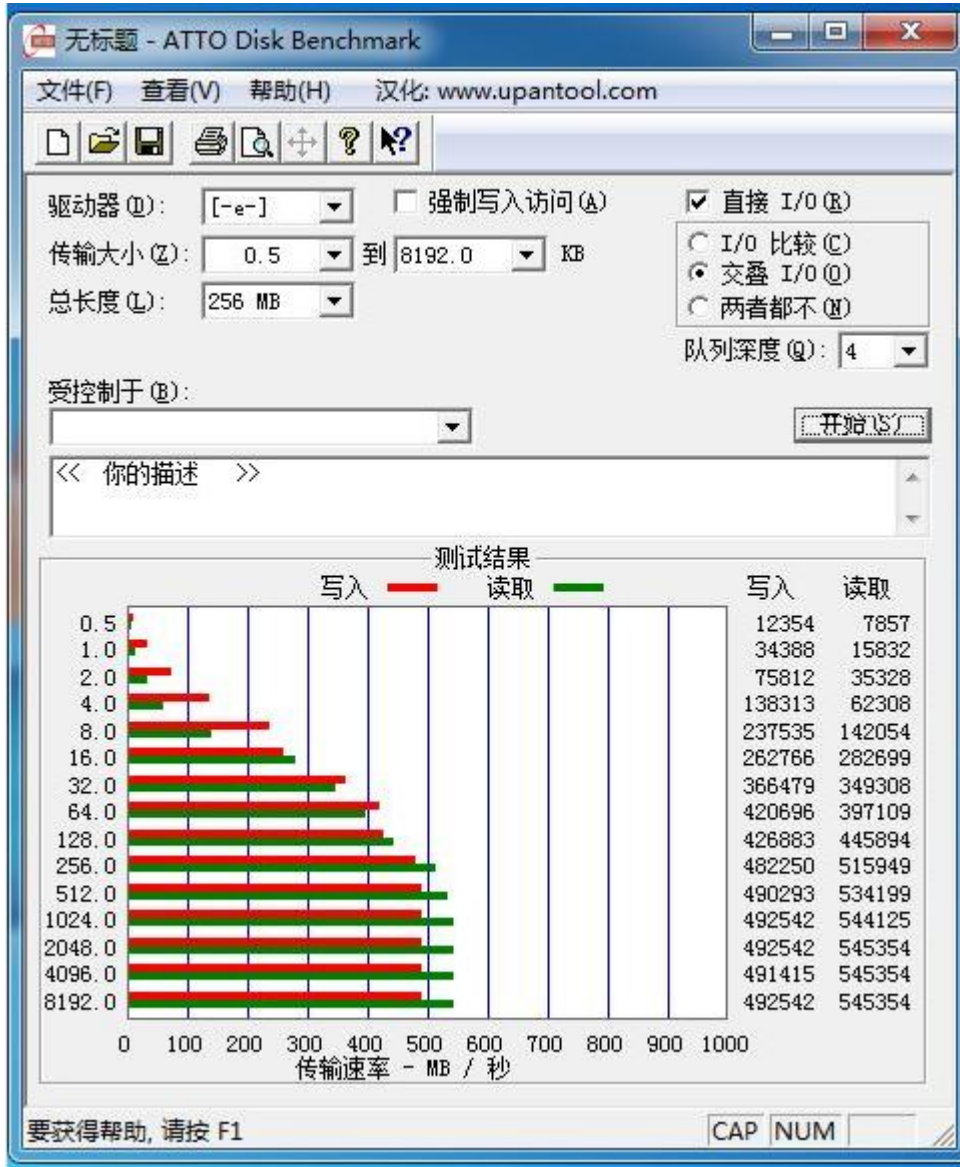 无标题 - ATTO Disk Benchmark
文件(F) 查看(V) 帮助(H) 汉化: www.upantool.com
驱动器(D): [-e-] 强制写入访问(A) 直接 I/O(R)
传输大小(Z): 0.5 到 8192.0 KB I/O 比较(C)
交叠 I/O(O)
总长度(L): 256 MB 两者都不(N)
队列深度(Q): 4
受控制于(B):
开始(S)
<< 你的描述 >>
测试结果
写入 读取 写入 读取
0.5 12354 7857
1.0 34388 15832
2.0 75812 35328
4.0 138313 62308
8.0 237535 142054
16.0 262766 282699
32.0 366479 349308
64.0 420696 397109
128.0 426883 445894
256.0 482250 515949
512.0 490293 534199
1024.0 492542 544125
2048.0 492542 545354
4096.0 491415 545354
8192.0 492542 545354
0 100 200 300 400 500 600 700 800 900 1000
传输速率 - MB / 秒
要获得帮助, 请按 F1 CAP NUM